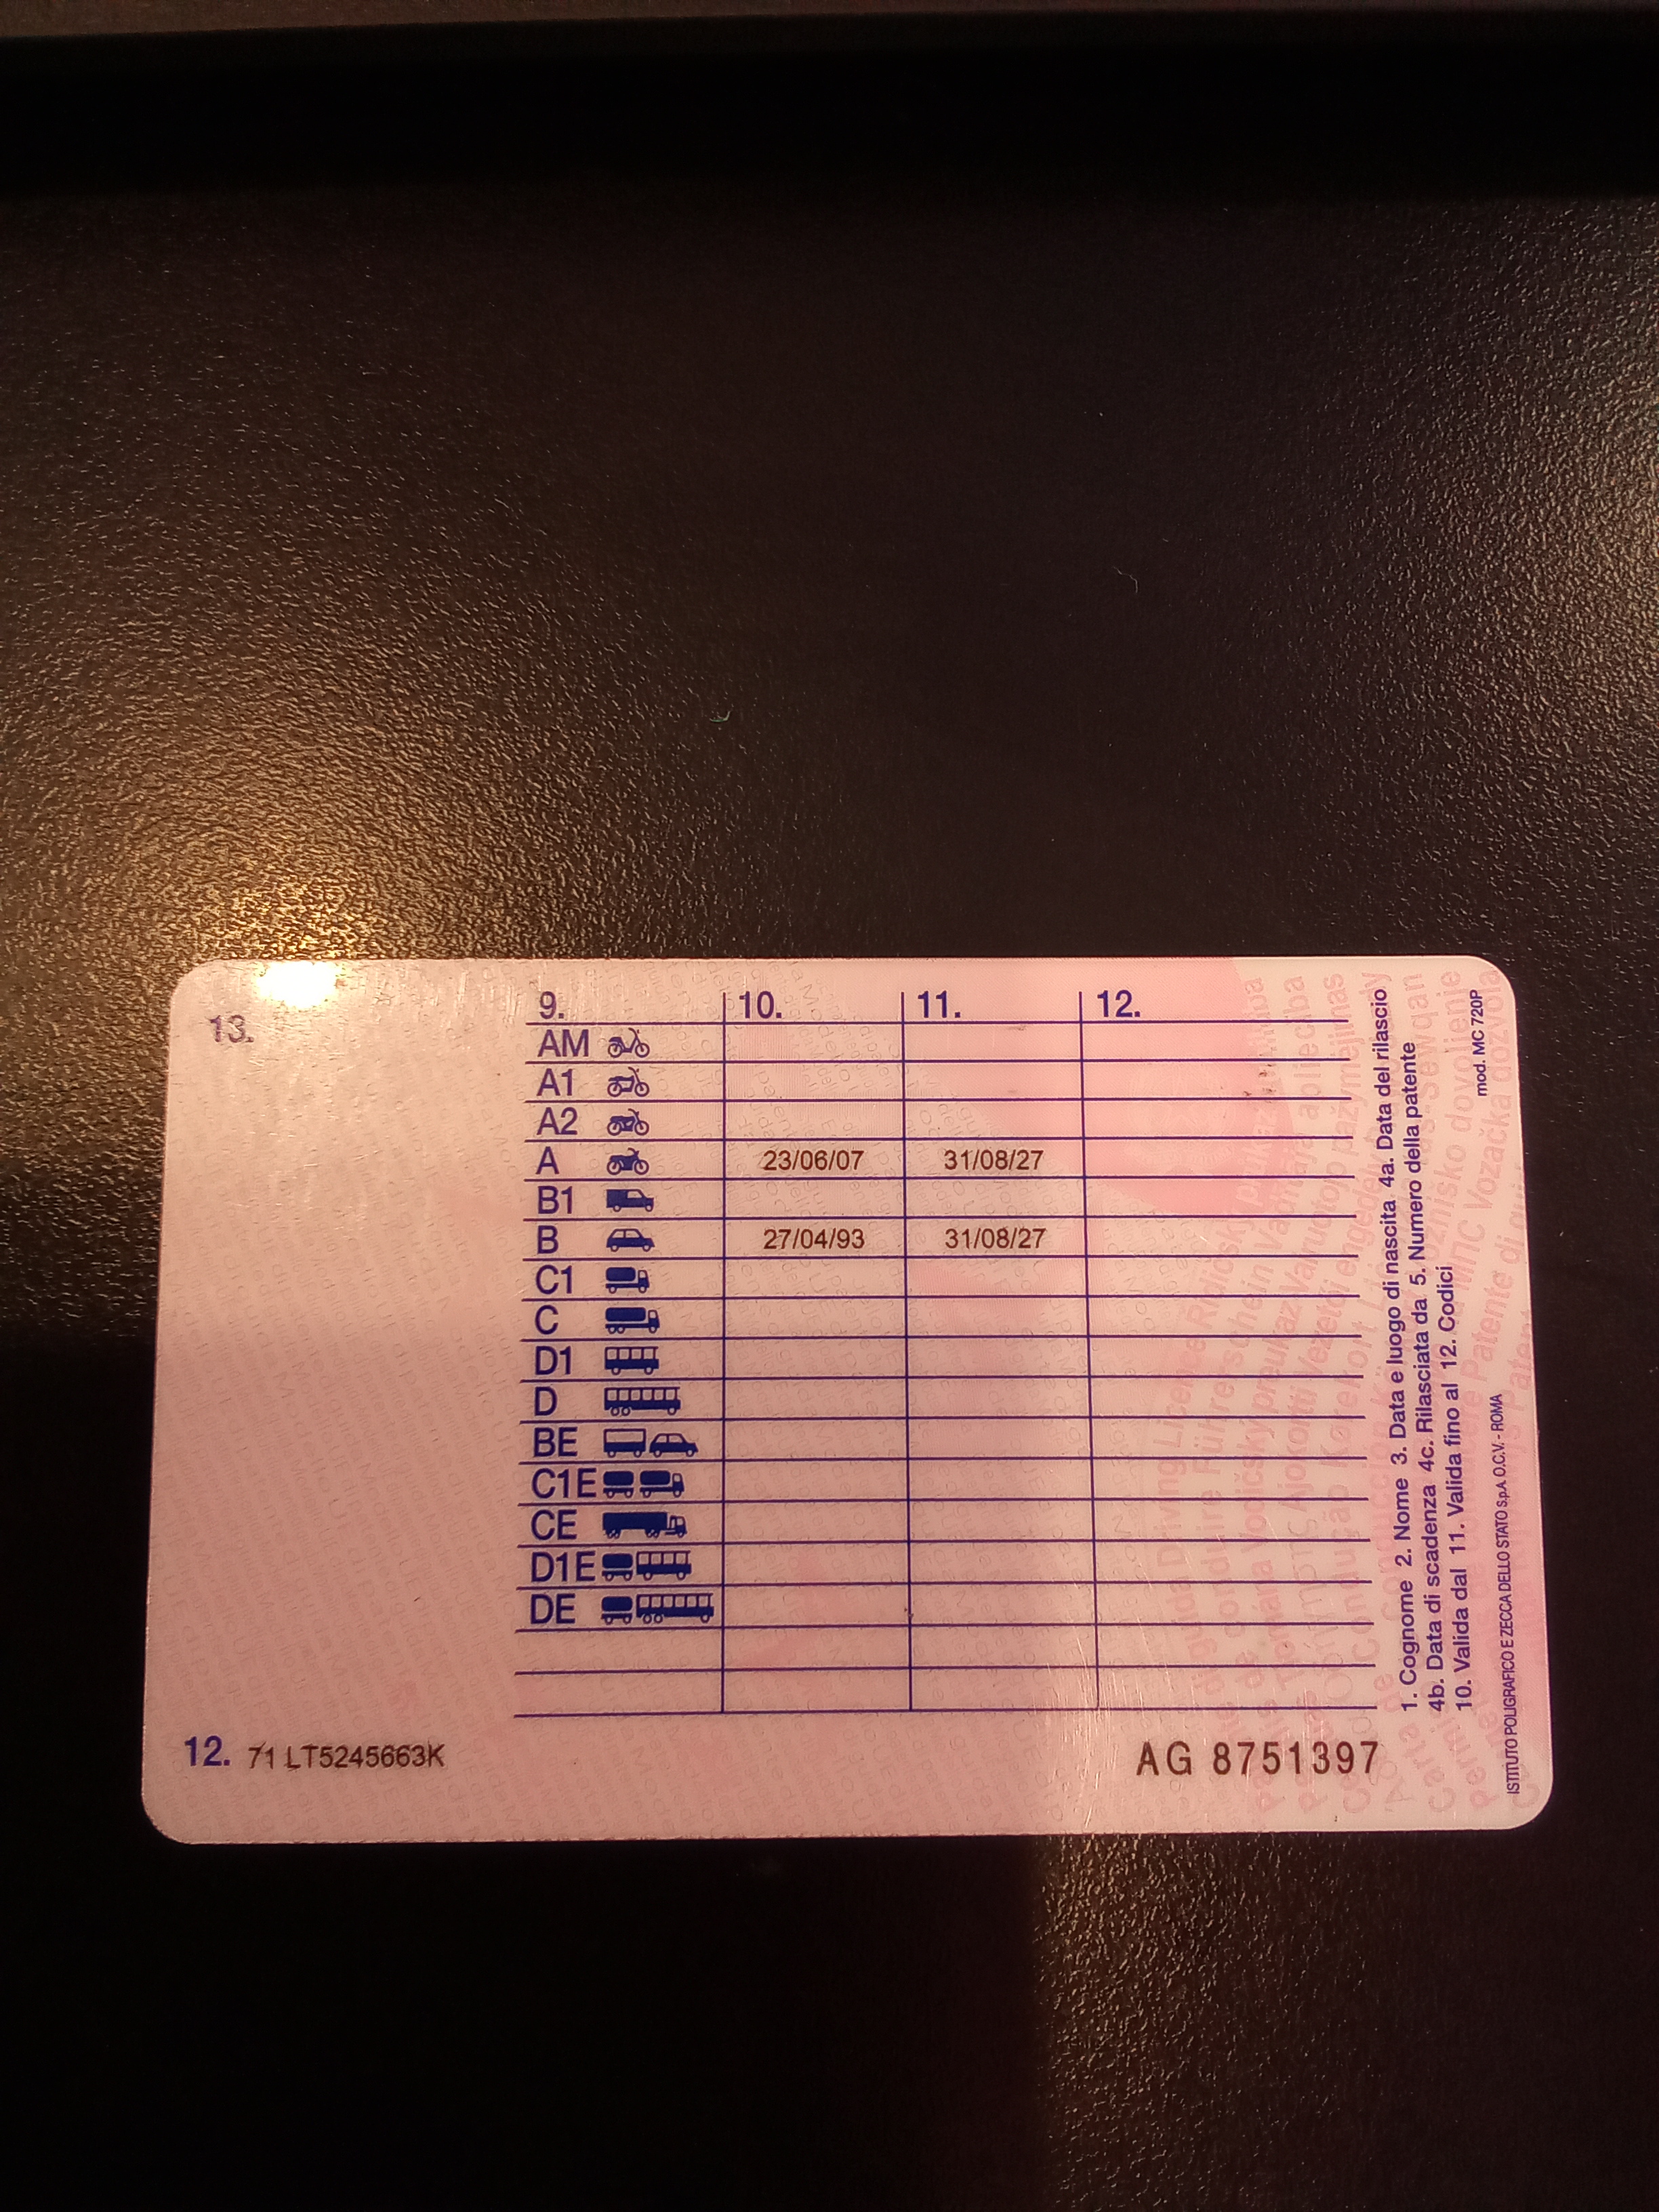 13.
9. 10. 11. 12.
AM
A1
A2
A 23/06/07 31/08/27
B1
B 27/04/93 31/08/27
C1
C
D1
D
BE
C1E
CE
D1E
DE
12. 71 LT5245663K
AG 8751397
1. Cognome 2. Nome 3. Data e luogo di nascita 4a. Data del rilascio
4b. Data di scadenza 4c. Rilasciata da 5. Numero della patente
10. Valida dal 11. Valida fino al 12. Codici
mod. MC 720P
ISTITUTO POLIGRAFICO E ZECCA DELLO STATO S.p.A. O.C.V. - ROMA